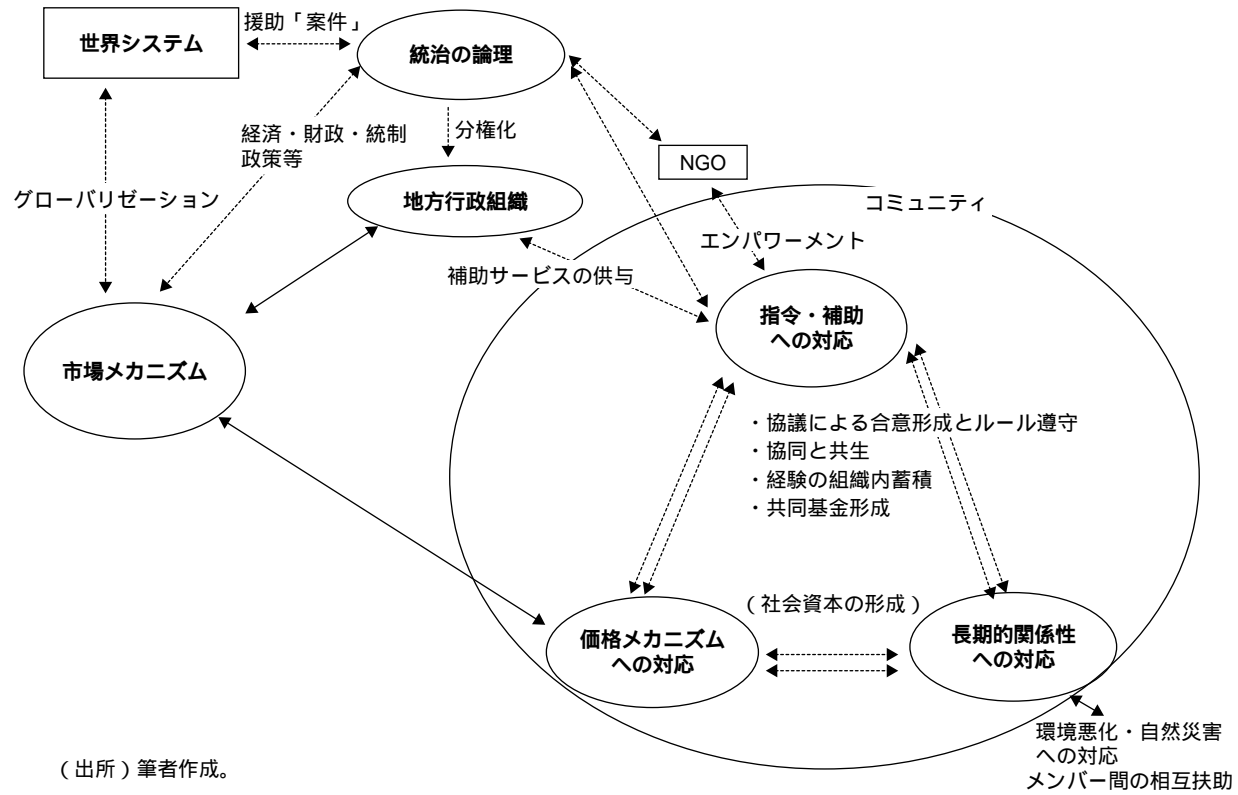 世界システム
援助「案件」
統治の論理
経済・財政・統制
政策等
分権化
NGO
グローバリゼーション
地方行政組織
コミュニティ
エンパワーメント
補助サービスの供与
指令・補助
への対応
市場メカニズム
・協議による合意形成とルール遵守
・協同と共生
・経験の組織内蓄積
・共同基金形成
（社会資本の形成）
価格メカニズム
への対応
長期的関係性
への対応
環境悪化・自然災害
への対応
メンバー間の相互扶助
（出所）筆者作成。